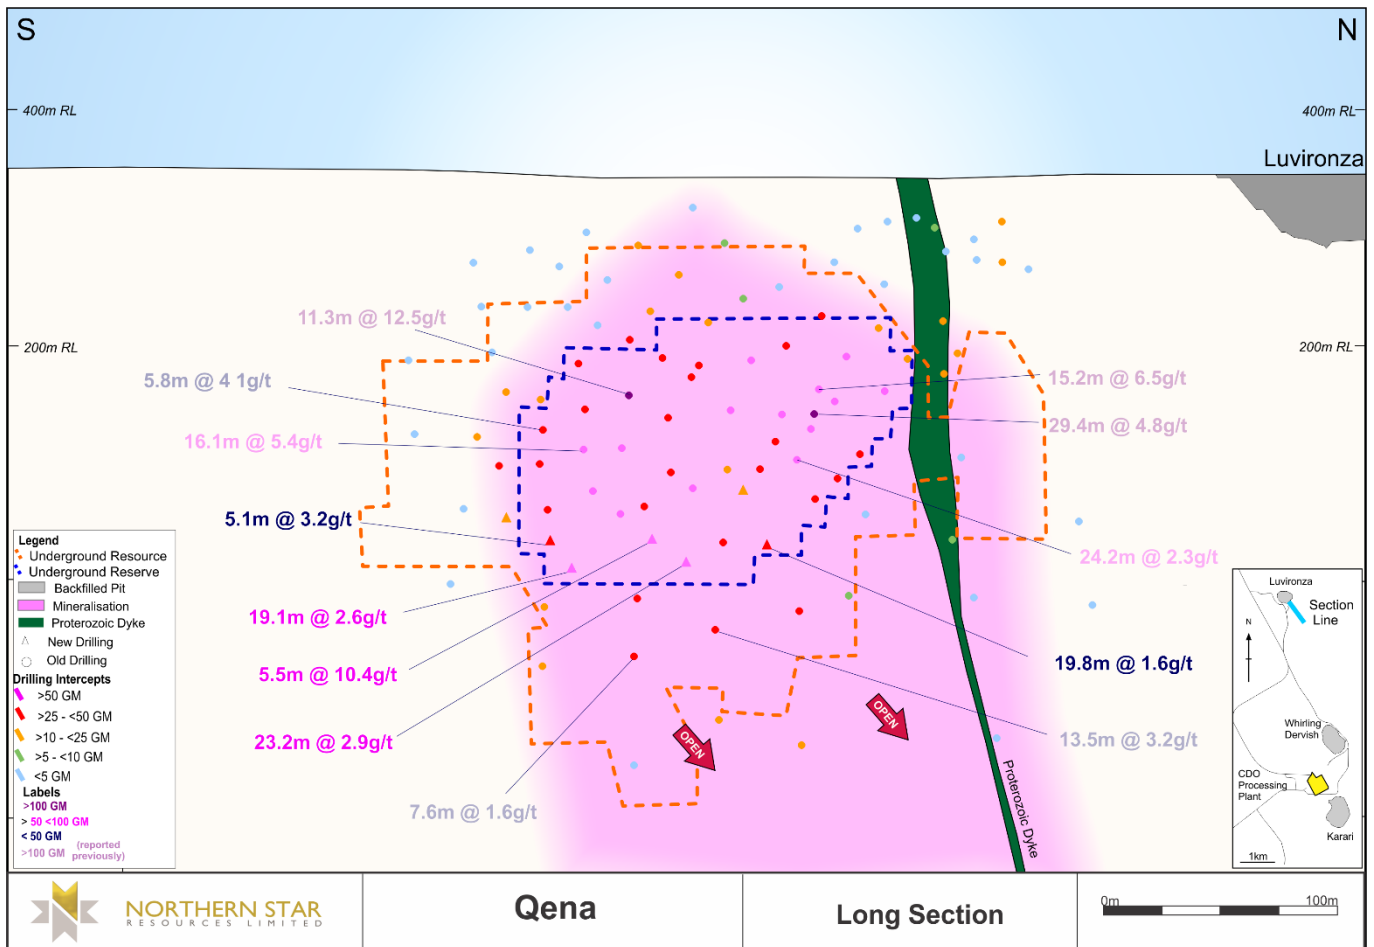 S
N
400m RL
400m RL
Luvironza
200m RL
200m RL
11.3m @ 12.5g/t
5.8m @ 4 1g/t
16.1m @ 5.4g/t
5.1m @ 3.2g/t
19.1m @ 2.6g/t
5.5m @ 10.4g/t
23.2m @ 2.9g/t
7.6m @ 1.6g/t
15.2m @ 6.5g/t
29.4m @ 4.8g/t
24.2m @ 2.3g/t
19.8m @ 1.6g/t
13.5m @ 3.2g/t
OPEN
OPEN
Proterozoic Dyke
Legend
Underground Resource
Underground Reserve
Backfilled Pit
Mineralisation
Proterozoic Dyke
New Drilling
Old Drilling
Drilling Intercepts
>50 GM
>25 - <50 GM
>10 - <25 GM
>5 - <10 GM
<5 GM
Labels
>100 GM
> 50 <100 GM
< 50 GM
>100 GM (reported previously)
Luvironza
Section
Line
N
Whirling
Dervish
CDO
Processing
Plant
Karari
1km
NORTHERN STAR
RESOURCES LIMITED
Qena
Long Section
0m
100m